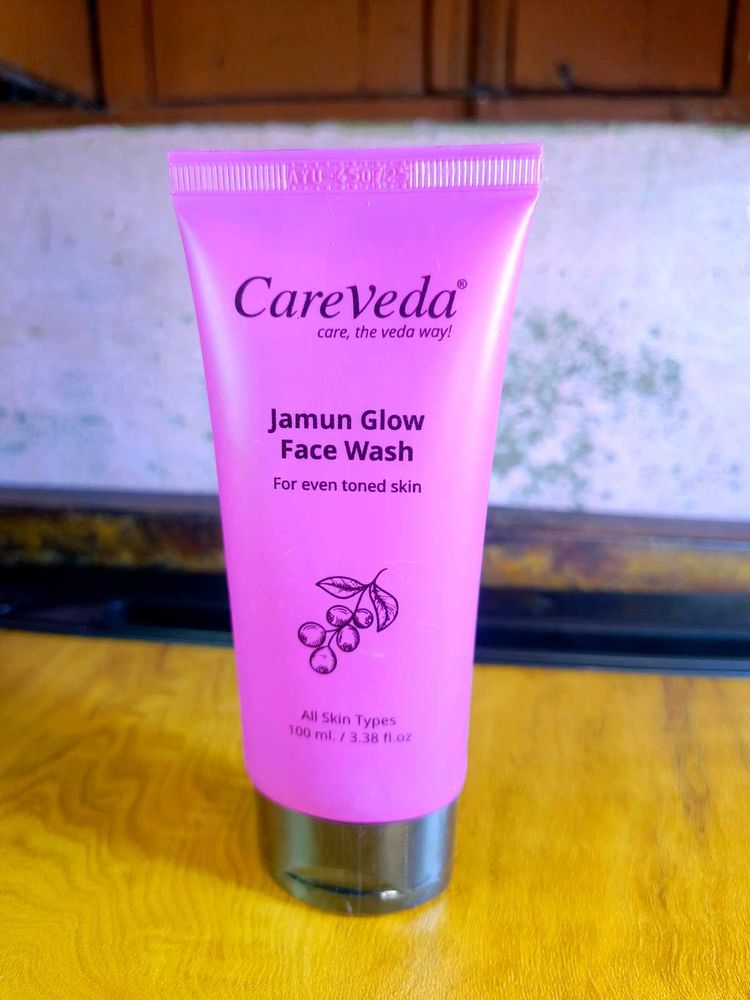 CareVeda®
care, the veda way!
Jamun Glow
Face Wash
For even toned skin
All Skin Types
100 ml. / 3.38 fl.oz